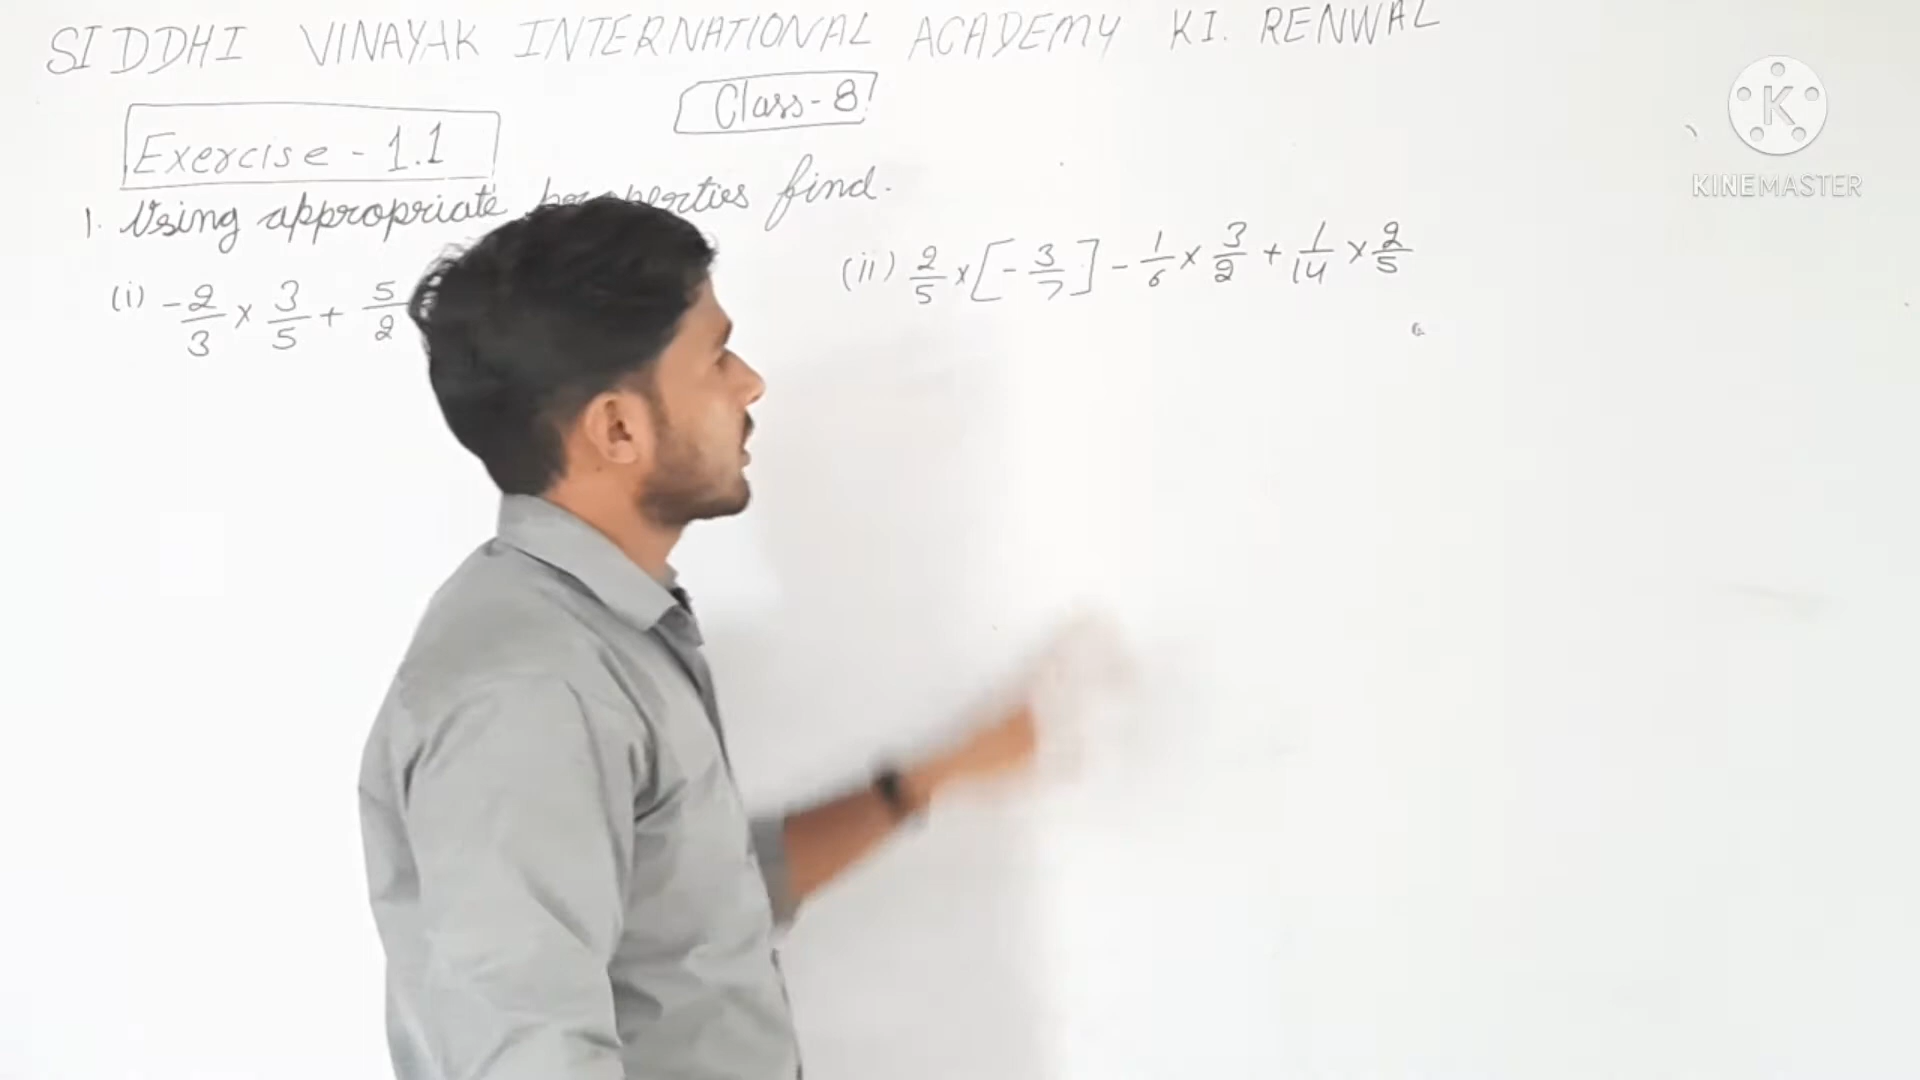 SIDDHI VINAYAK INTERNATIONAL ACADEMY KI. RENWAL
Class-8
Exercise - 1.1
1. Using appropriate find.
(i) -2/3 × 3/5 + 5/2
(ii) 2/5 × [-3/7] - 1/6 × 3/2 + 1/14 × 2/5
K
KINEMASTER